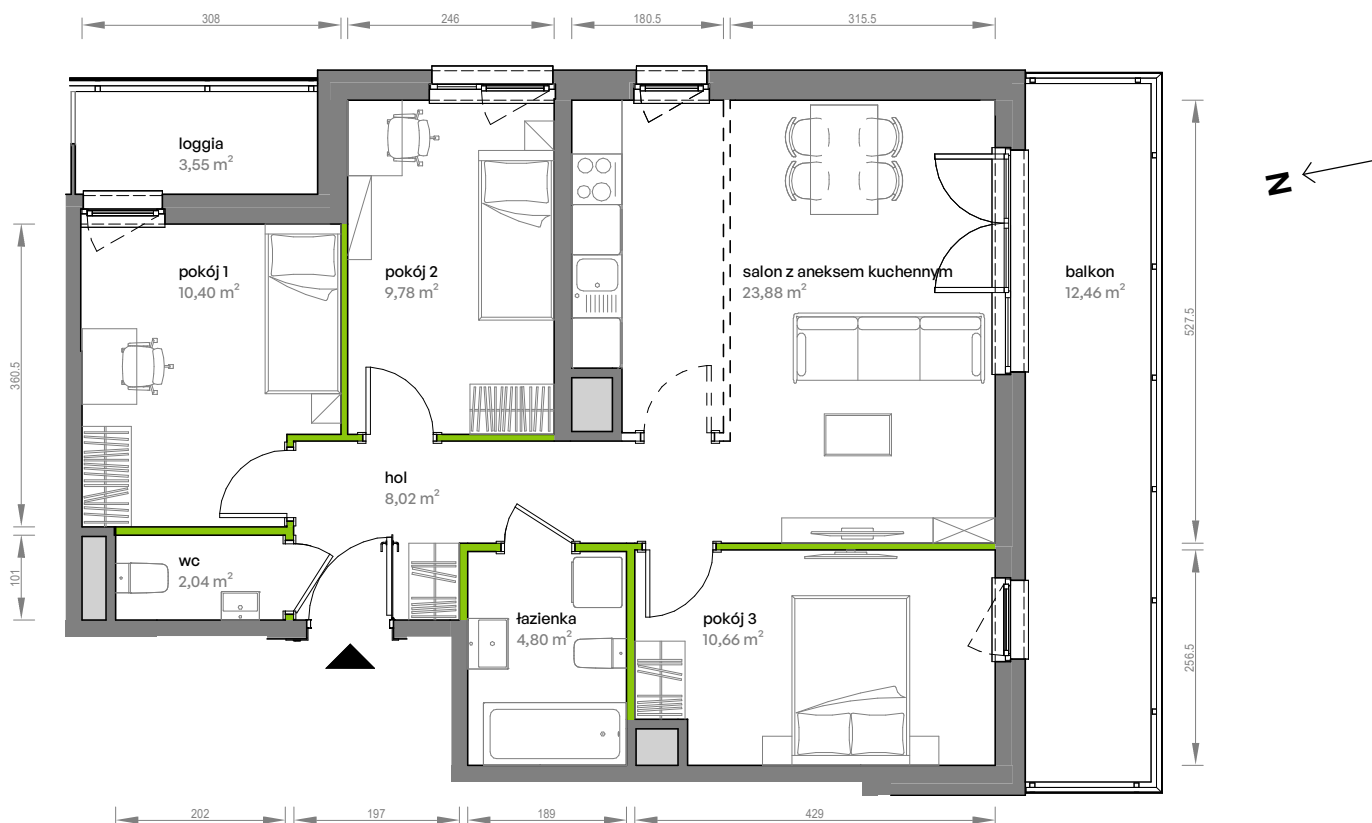 308
246
180.5
315.5
loggia
3,55 m²
N
pokój 1
10,40 m²
pokój 2
9,78 m²
salon z aneksem kuchennym
23,88 m²
balkon
12,46 m²
527.5
360.5
hol
8,02 m²
wc
2,04 m²
101
łazienka
4,80 m²
pokój 3
10,66 m²
256.5
202
197
189
429